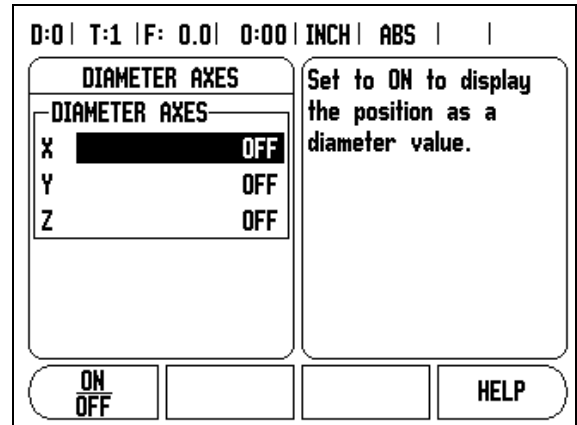 D:0| T:1 |F: 0.0| 0:00| INCH| ABS | |
DIAMETER AXES
DIAMETER AXES
X OFF
Y OFF
Z OFF
Set to ON to display
the position as a
diameter value.
ON
OFF
HELP